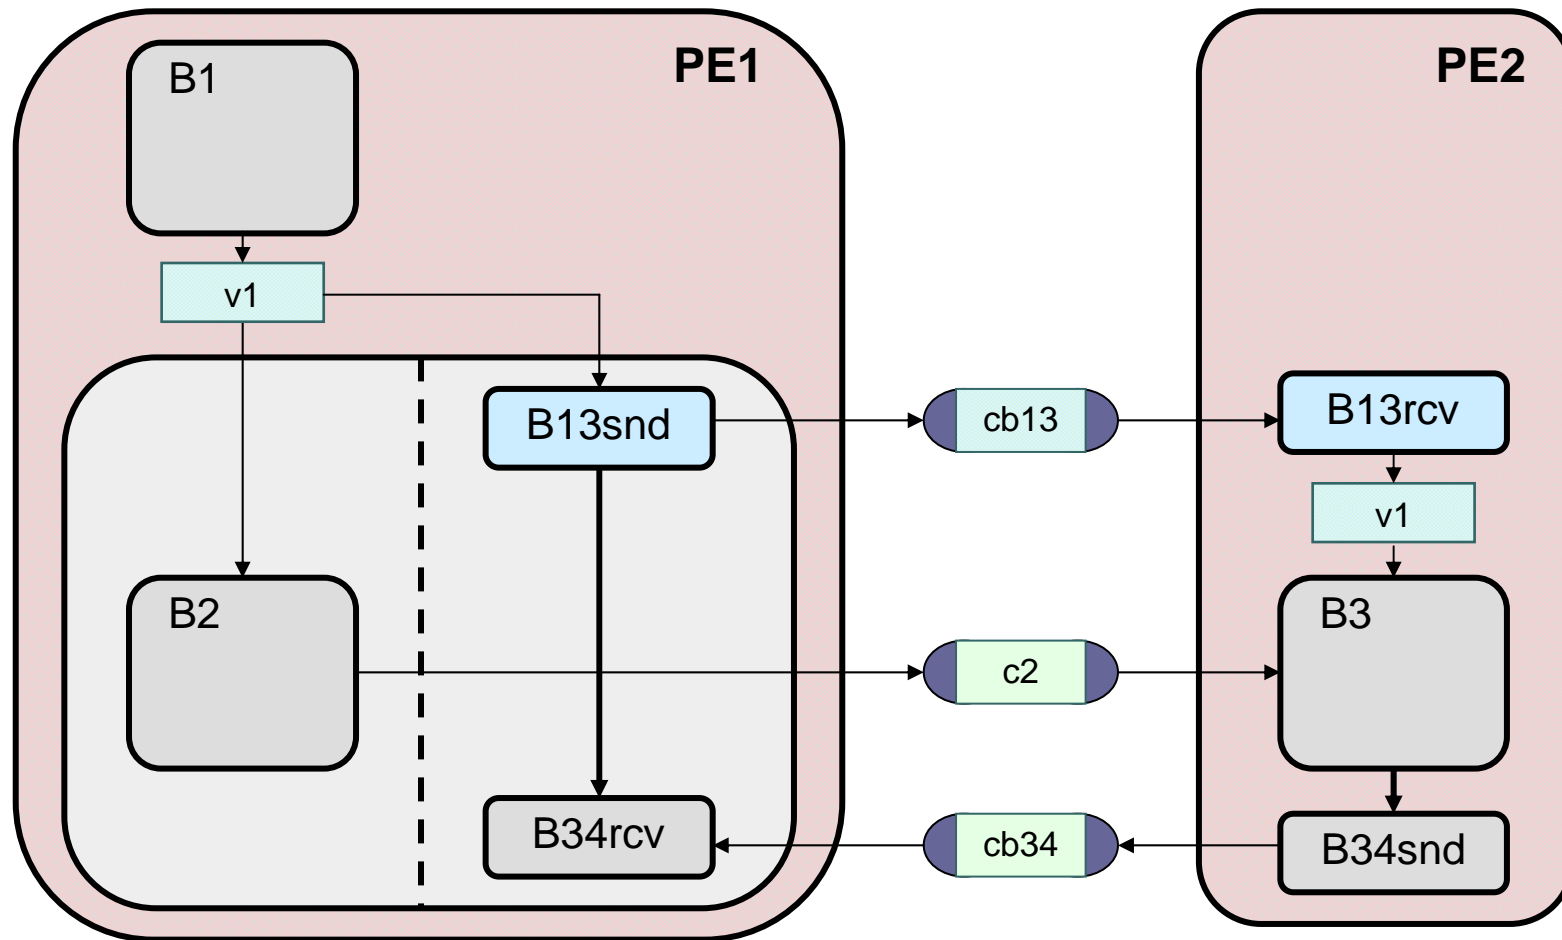 PE1
PE2
B1
v1
B13snd
cb13
B13rcv
v1
B2
c2
B3
B34rcv
cb34
B34snd